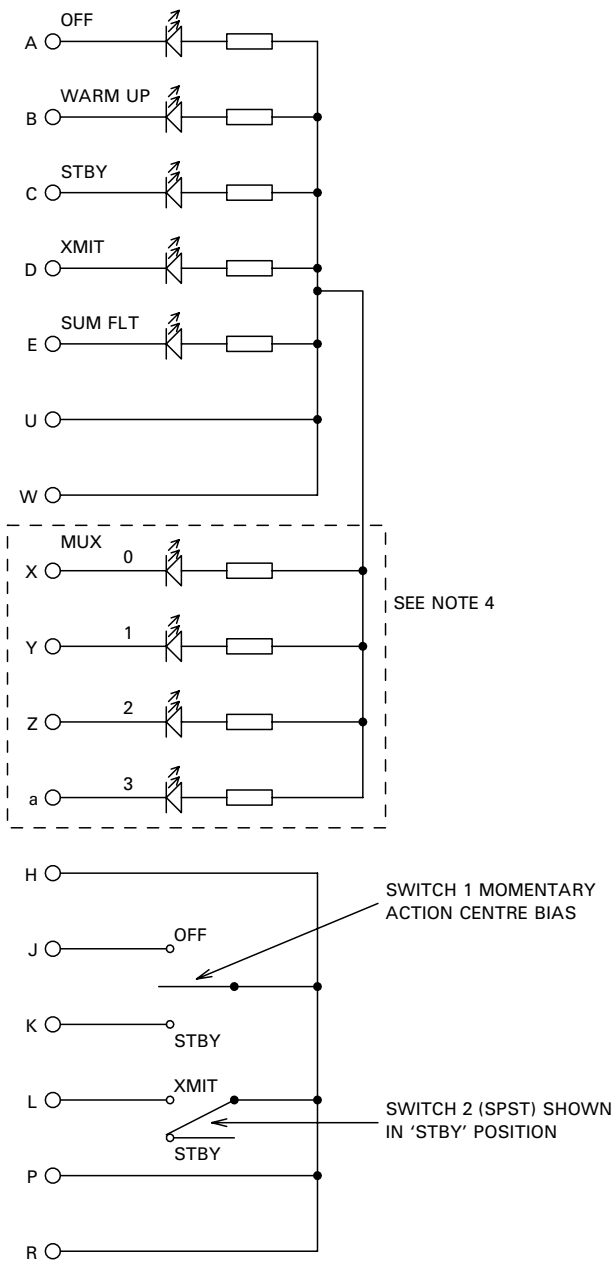 OFF
A
WARM UP
B
STBY
C
XMIT
D
SUM FLT
E
U
W
MUX
0
X
SEE NOTE 4
1
Y
2
Z
3
a
H
SWITCH 1 MOMENTARY
ACTION CENTRE BIAS
OFF
J
K
STBY
XMIT
L
SWITCH 2 (SPST) SHOWN
IN ‘STBY’ POSITION
STBY
P
R